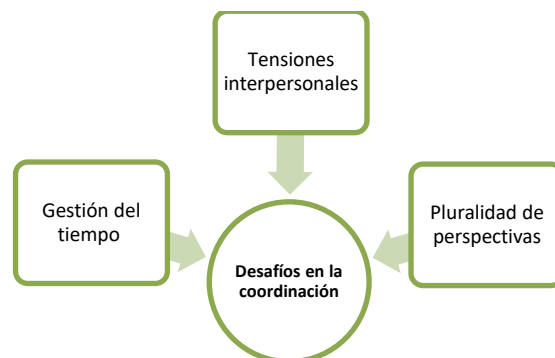 Tensiones
interpersonales
Gestión del
tiempo
Pluralidad de
perspectivas
Desafíos en la
coordinación